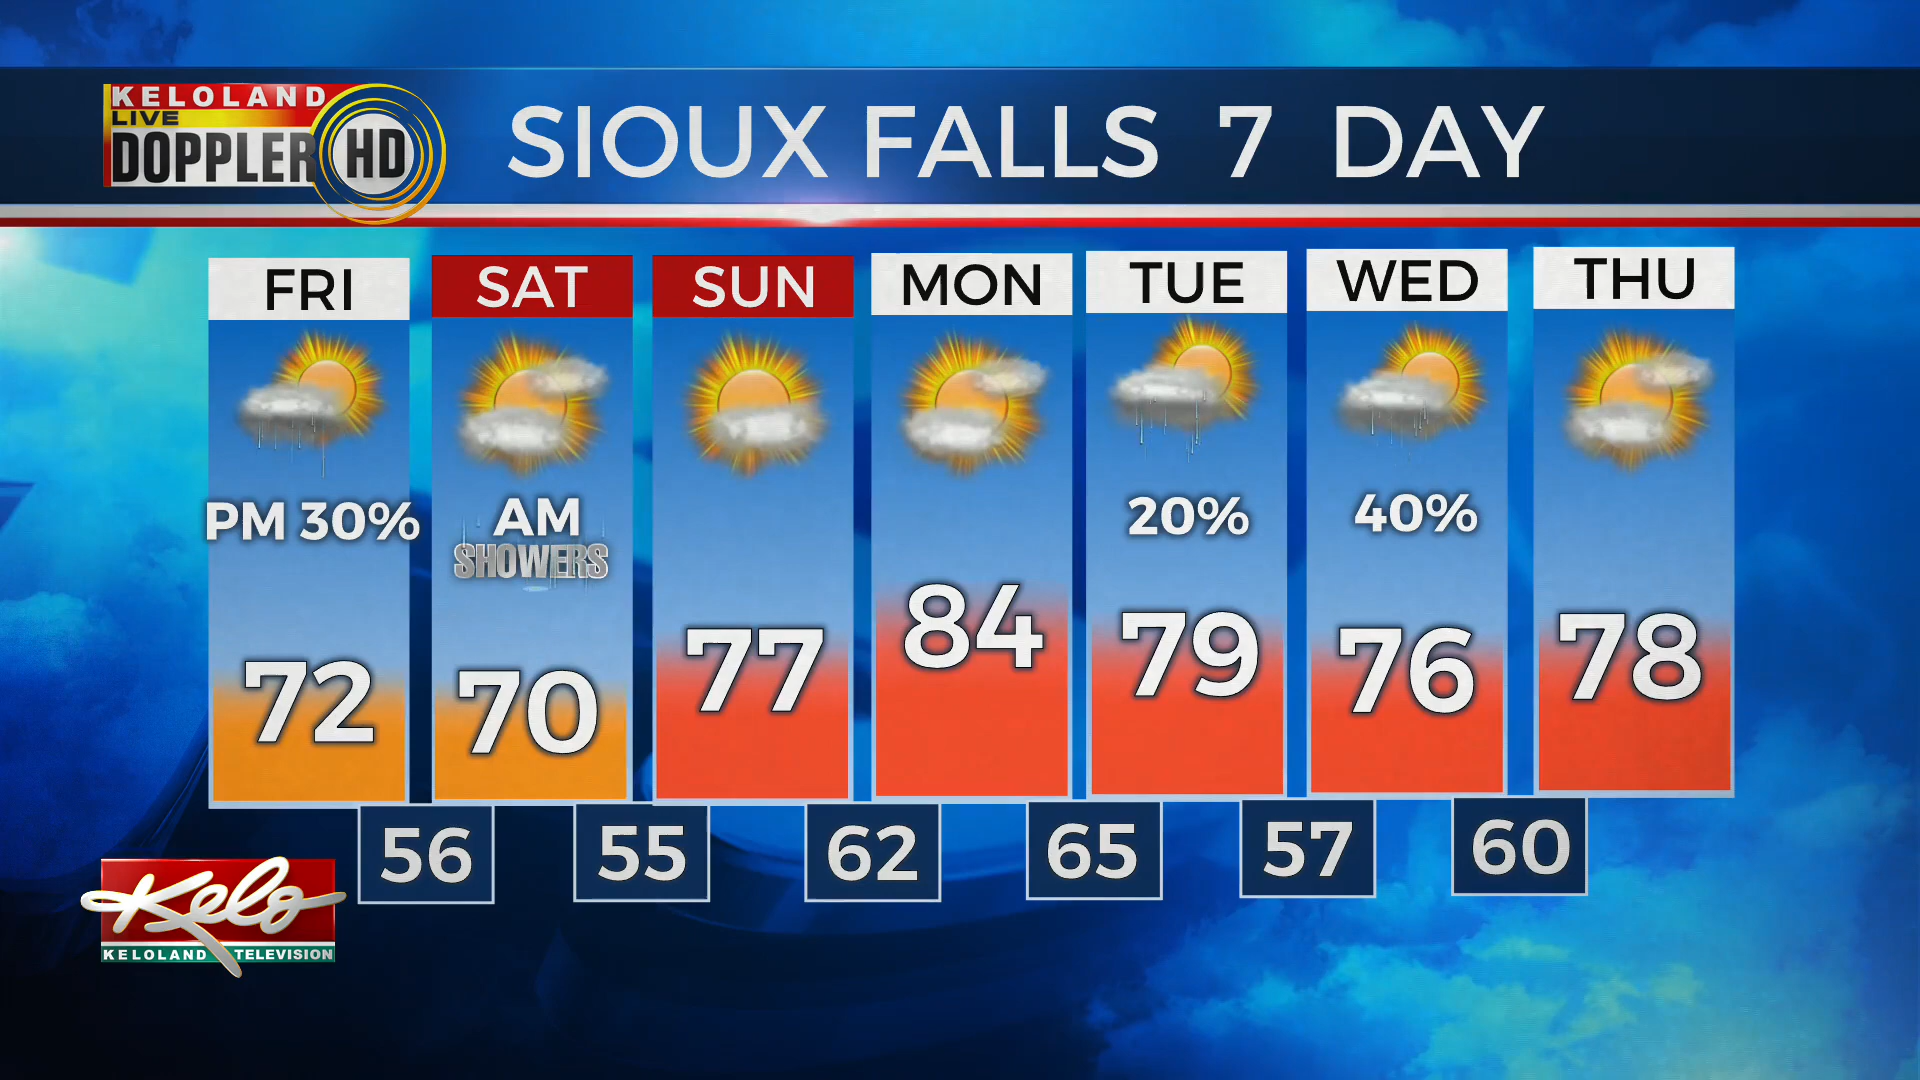 KELOLAND
LIVE
DOPPLER HD
SIOUX FALLS 7 DAY
FRI SAT SUN MON TUE WED THU
PM 30% AM 20% 40%
SHOWERS
72 70 77 84 79 76 78
56 55 62 65 57 60
Kelo
KELOLAND TELEVISION